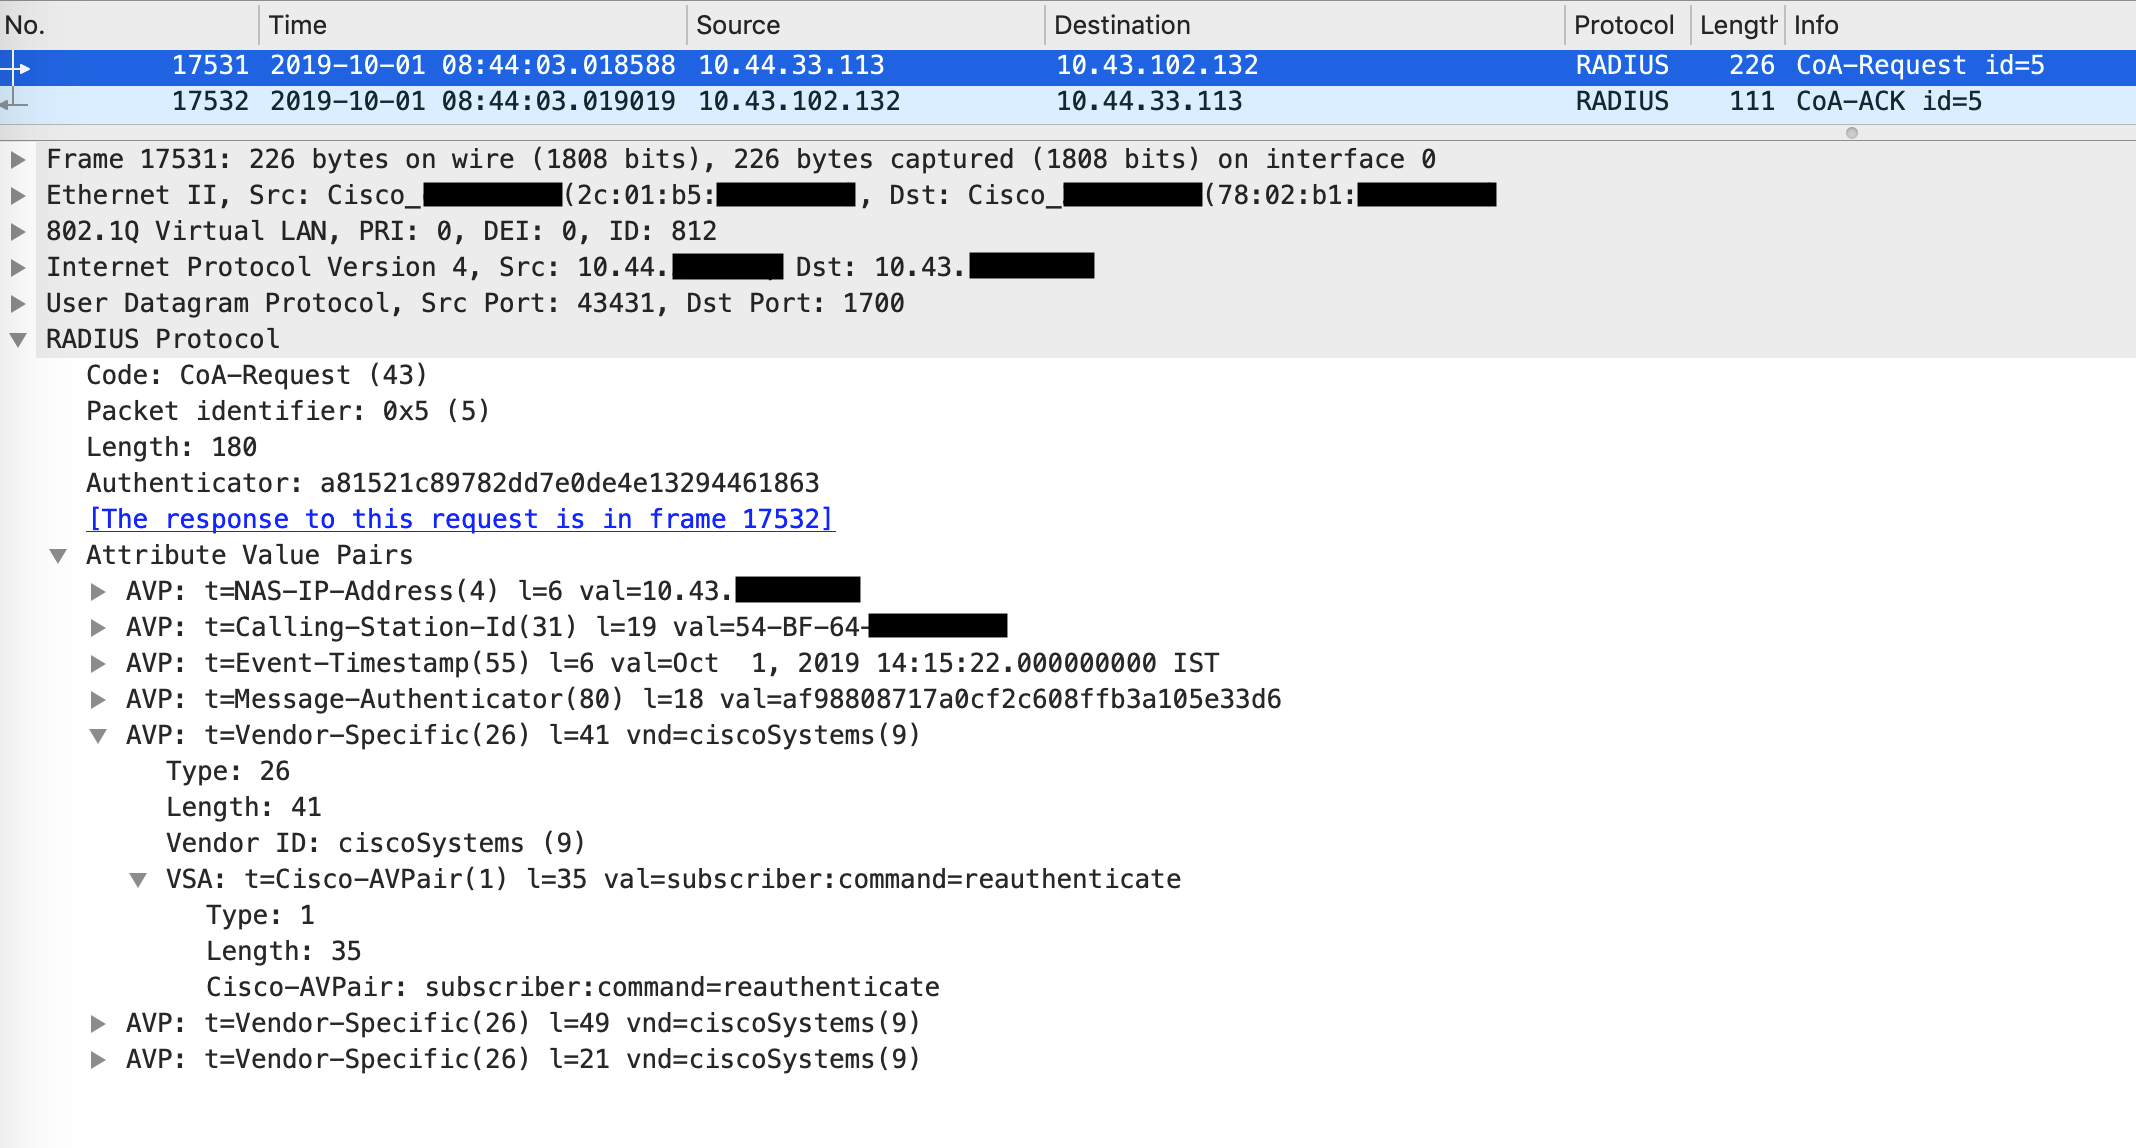 No. Time Source Destination Protocol Length Info
17531 2019-10-01 08:44:03.018588 10.44.33.113 10.43.102.132 RADIUS 226 CoA-Request id=5
17532 2019-10-01 08:44:03.019019 10.43.102.132 10.44.33.113 RADIUS 111 CoA-ACK id=5
Frame 17531: 226 bytes on wire (1808 bits), 226 bytes captured (1808 bits) on interface 0
Ethernet II, Src: Cisco_ (2c:01:b5: , Dst: Cisco_ (78:02:b1:
802.1Q Virtual LAN, PRI: 0, DEI: 0, ID: 812
Internet Protocol Version 4, Src: 10.44. Dst: 10.43.
User Datagram Protocol, Src Port: 43431, Dst Port: 1700
RADIUS Protocol
Code: CoA-Request (43)
Packet identifier: 0x5 (5)
Length: 180
Authenticator: a81521c89782dd7e0de4e13294461863
[The response to this request is in frame 17532]
Attribute Value Pairs
AVP: t=NAS-IP-Address(4) l=6 val=10.43.
AVP: t=Calling-Station-Id(31) l=19 val=54-BF-64-
AVP: t=Event-Timestamp(55) l=6 val=Oct  1, 2019 14:15:22.000000000 IST
AVP: t=Message-Authenticator(80) l=18 val=af98808717a0cf2c608ffb3a105e33d6
AVP: t=Vendor-Specific(26) l=41 vnd=ciscoSystems(9)
Type: 26
Length: 41
Vendor ID: ciscoSystems (9)
VSA: t=Cisco-AVPair(1) l=35 val=subscriber:command=reauthenticate
Type: 1
Length: 35
Cisco-AVPair: subscriber:command=reauthenticate
AVP: t=Vendor-Specific(26) l=49 vnd=ciscoSystems(9)
AVP: t=Vendor-Specific(26) l=21 vnd=ciscoSystems(9)